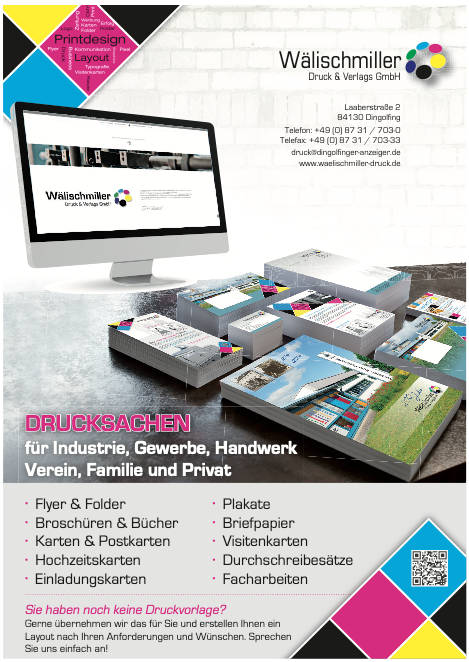 Erfolg
Werbung
Karten
Folder
Printdesign
Flyer
Kommunikation
Pixel
Layout
Typografie
Visitenkarten
Wälischmiller
Druck & Verlags GmbH
Laaberstraße 2
84130 Dingolfing
Telefon: +49 (0) 87 31 / 703-0
Telefax: +49 (0) 87 31 / 703-33
druck@dingolfinger-anzeiger.de
www.waelischmiller-druck.de
Wälischmiller
Druck & Verlags GmbH
DRUCKSACHEN
für Industrie, Gewerbe, Handwerk
Verein, Familie und Privat
• Flyer & Folder
• Broschüren & Bücher
• Karten & Postkarten
• Hochzeitskarten
• Einladungskarten
• Plakate
• Briefpapier
• Visitenkarten
• Durchschreibesätze
• Facharbeiten
Sie haben noch keine Druckvorlage?
Gerne übernehmen wir das für Sie und erstellen Ihnen ein
Layout nach Ihren Anforderungen und Wünschen. Sprechen
Sie uns einfach an!